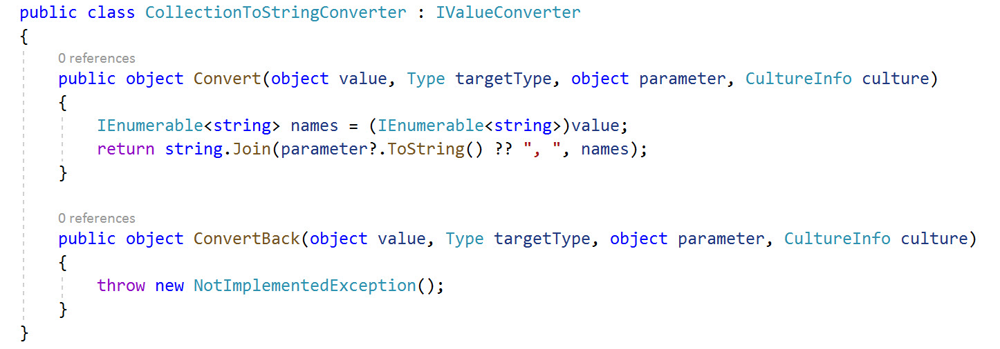 public class CollectionToStringConverter : IValueConverter
{
0 references
public object Convert(object value, Type targetType, object parameter, CultureInfo culture)
{
IEnumerable<string> names = (IEnumerable<string>)value;
return string.Join(parameter?.ToString() ?? ", ", names);
}
0 references
public object ConvertBack(object value, Type targetType, object parameter, CultureInfo culture)
{
throw new NotImplementedException();
}
}